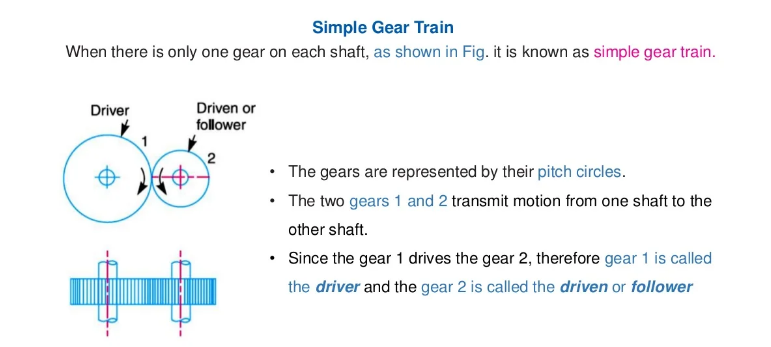 Simple Gear Train
When there is only one gear on each shaft, as shown in Fig. it is known as simple gear train.
Driver
Driven or
follower
1
2
• The gears are represented by their pitch circles.
• The two gears 1 and 2 transmit motion from one shaft to the
other shaft.
• Since the gear 1 drives the gear 2, therefore gear 1 is called
the driver and the gear 2 is called the driven or follower